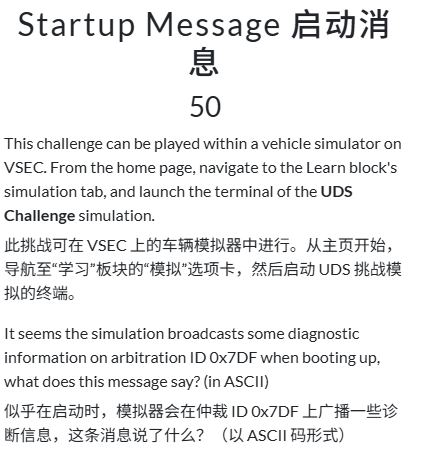 Startup Message 启动消
息
50
This challenge can be played within a vehicle simulator on
VSEC. From the home page, navigate to the Learn block's
simulation tab, and launch the terminal of the UDS
Challenge simulation.
此挑战可在 VSEC 上的车辆模拟器中进行。从主页开始，
导航至“学习”板块的“模拟”选项卡，然后启动 UDS 挑战模
拟的终端。
It seems the simulation broadcasts some diagnostic
information on arbitration ID 0x7DF when booting up,
what does this message say? (in ASCII)
似乎在启动时，模拟器会在仲裁 ID 0x7DF 上广播一些诊
断信息，这条消息说了什么？（以 ASCII 码形式）